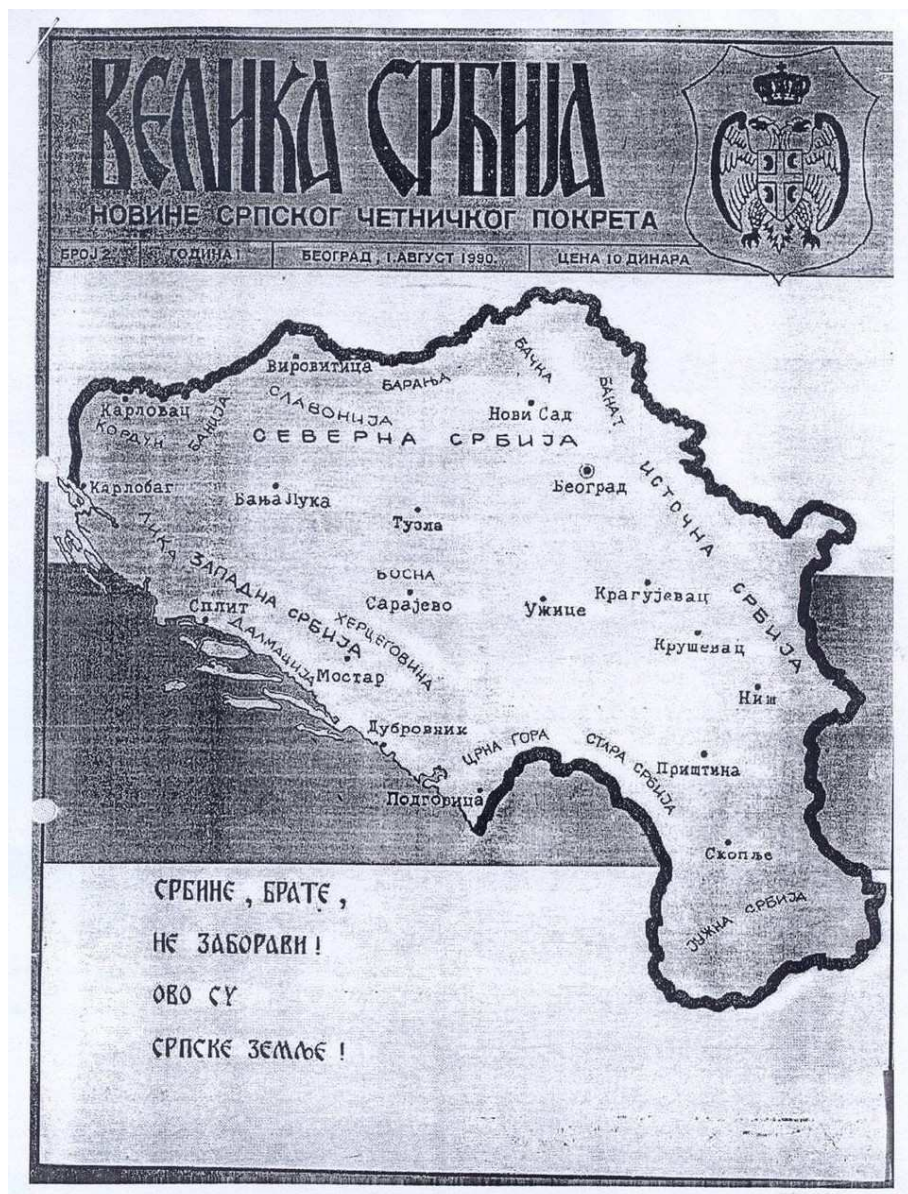 ВЕЛИКА СРБИЈА
НОВИНЕ СРПСКОГ ЧЕТНИЧКОГ ПОКРЕТА
БРОЈ 2. ГОДИНА I. БЕОГРАД, 1. АВГУСТ 1990. ЦЕНА 10 ДИНАРА
БАЧКА
Вировитица
БАРАЊА
БАНАТ
Карловац
БАНИЈА
СЛАВОНИЈА
Нови Сад
КОРДУН
СЕВЕРНА СРБИЈА
Београд
Карлобаг
Бања Лука
ИСТОЧНА СРБИЈА
Тузла
ЛИКА
ЗАПАДНА СРБИЈА
БОСНА
Сарајево
Ужице
Крагујевац
Сплит
ХЕРЦЕГОВИНА
ДАЛМАЦИЈА
Крушевац
Мостар
Ниш
Дубровник
ЦРНА ГОРА
СТАРА СРБИЈА
Приштина
Подгорица
Скопље
ЈУЖНА СРБИЈА
СРБИНЕ, БРАТЕ,
НЕ ЗАБОРАВИ!
ОВО СУ
СРПСКЕ ЗЕМЉЕ!